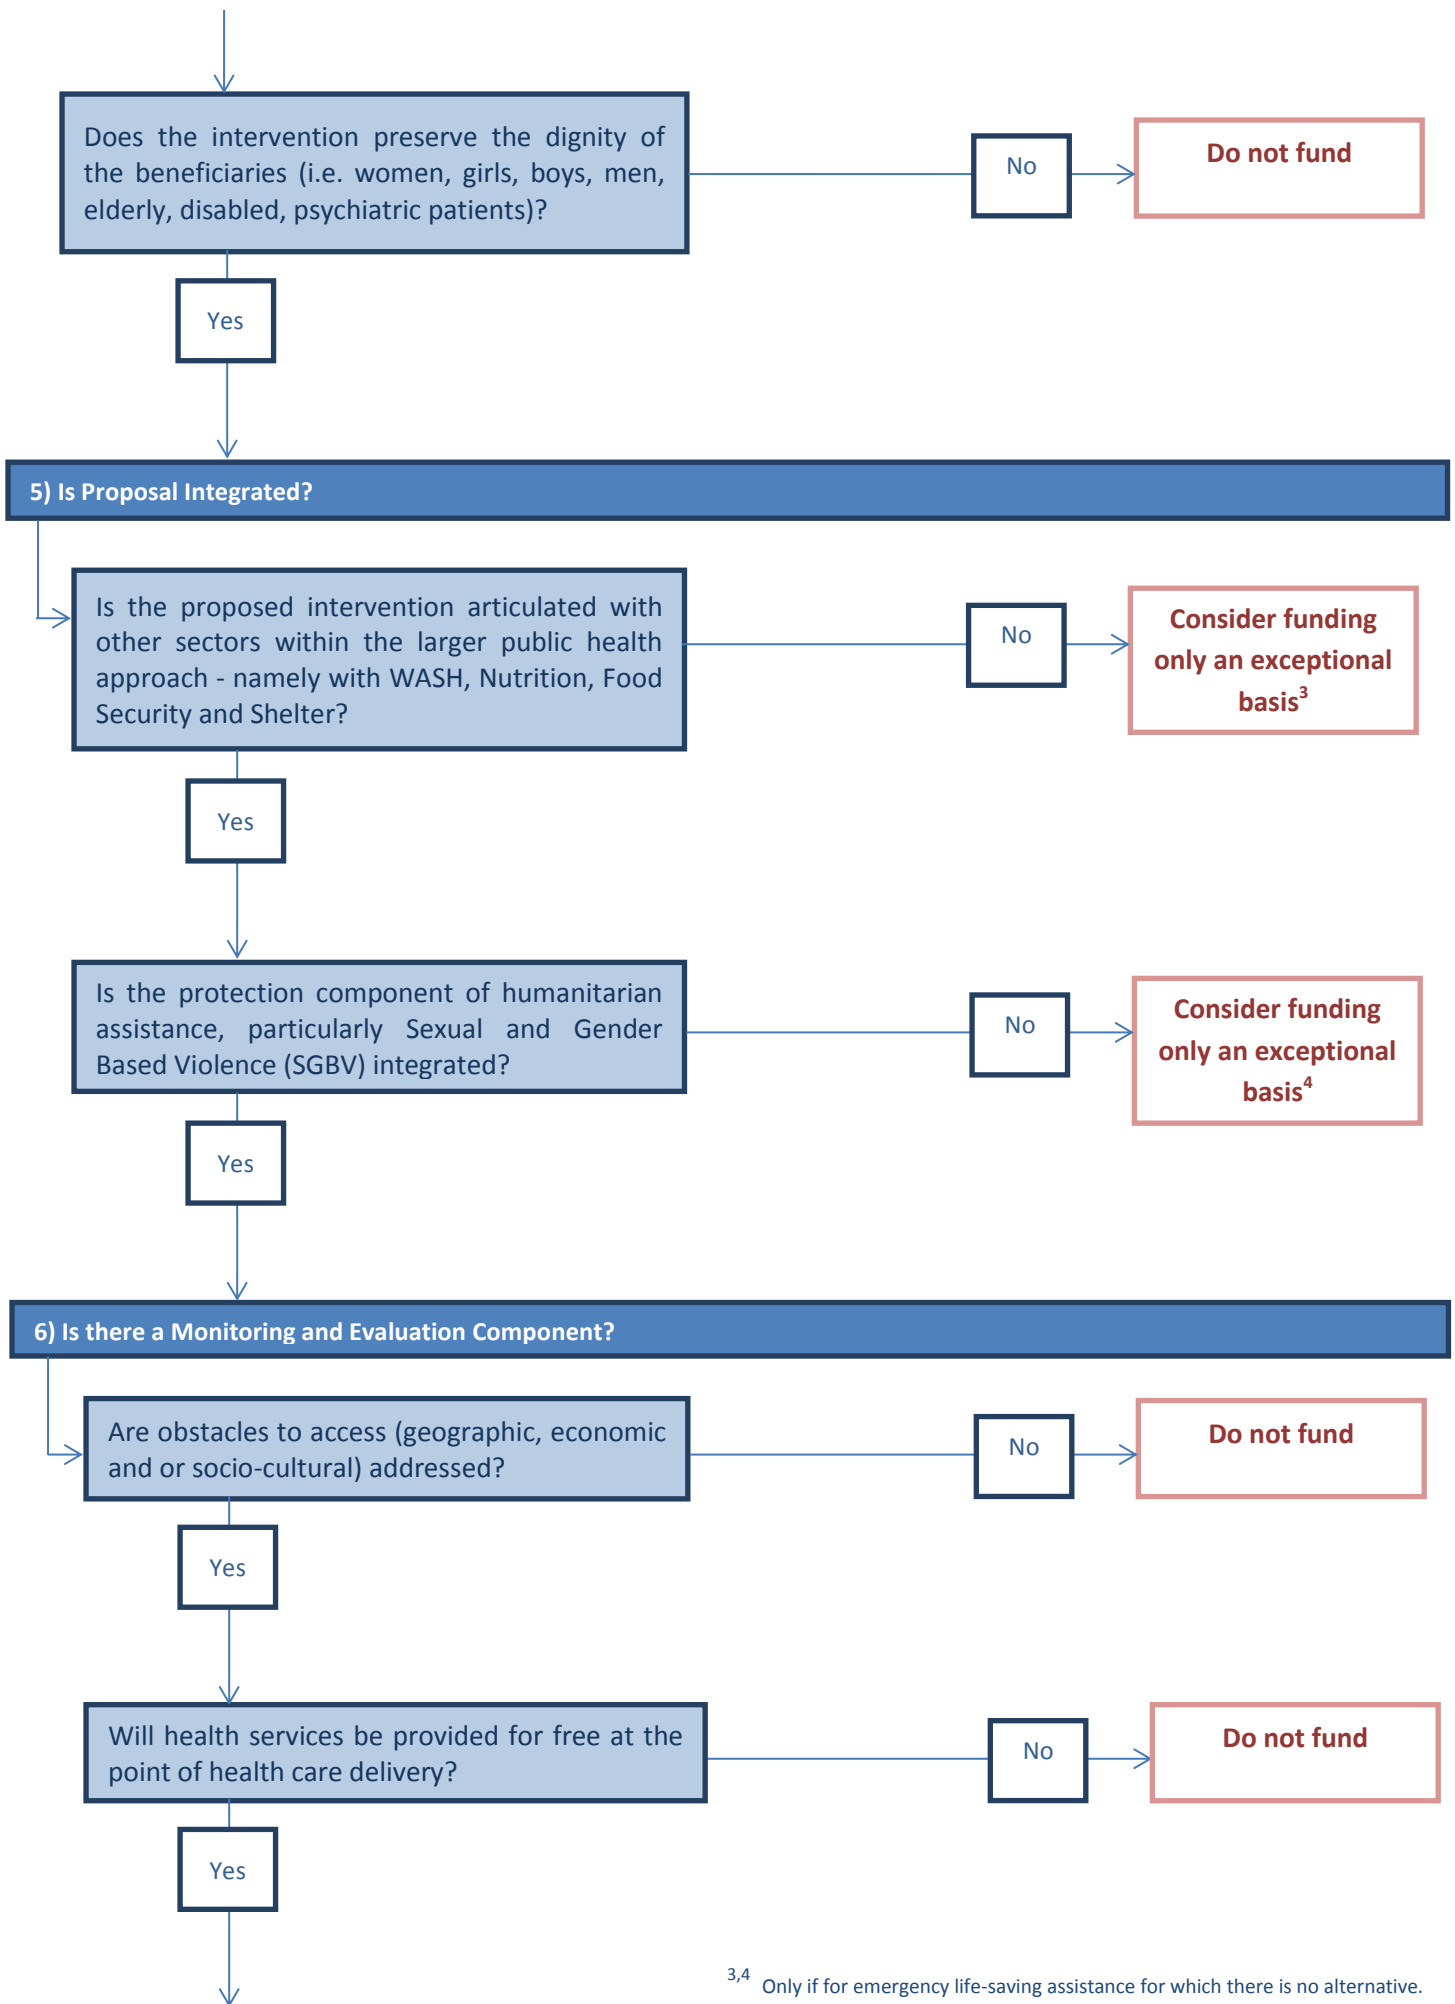 Does the intervention preserve the dignity of
the beneficiaries (i.e. women, girls, boys, men,
elderly, disabled, psychiatric patients)?
No
Do not fund
Yes
5) Is Proposal Integrated?
Is the proposed intervention articulated with
other sectors within the larger public health
approach - namely with WASH, Nutrition, Food
Security and Shelter?
No
Consider funding
only an exceptional
basis³
Yes
Is the protection component of humanitarian
assistance, particularly Sexual and Gender
Based Violence (SGBV) integrated?
No
Consider funding
only an exceptional
basis⁴
Yes
6) Is there a Monitoring and Evaluation Component?
Are obstacles to access (geographic, economic
and or socio-cultural) addressed?
No
Do not fund
Yes
Will health services be provided for free at the
point of health care delivery?
No
Do not fund
Yes
3,4 Only if for emergency life-saving assistance for which there is no alternative.